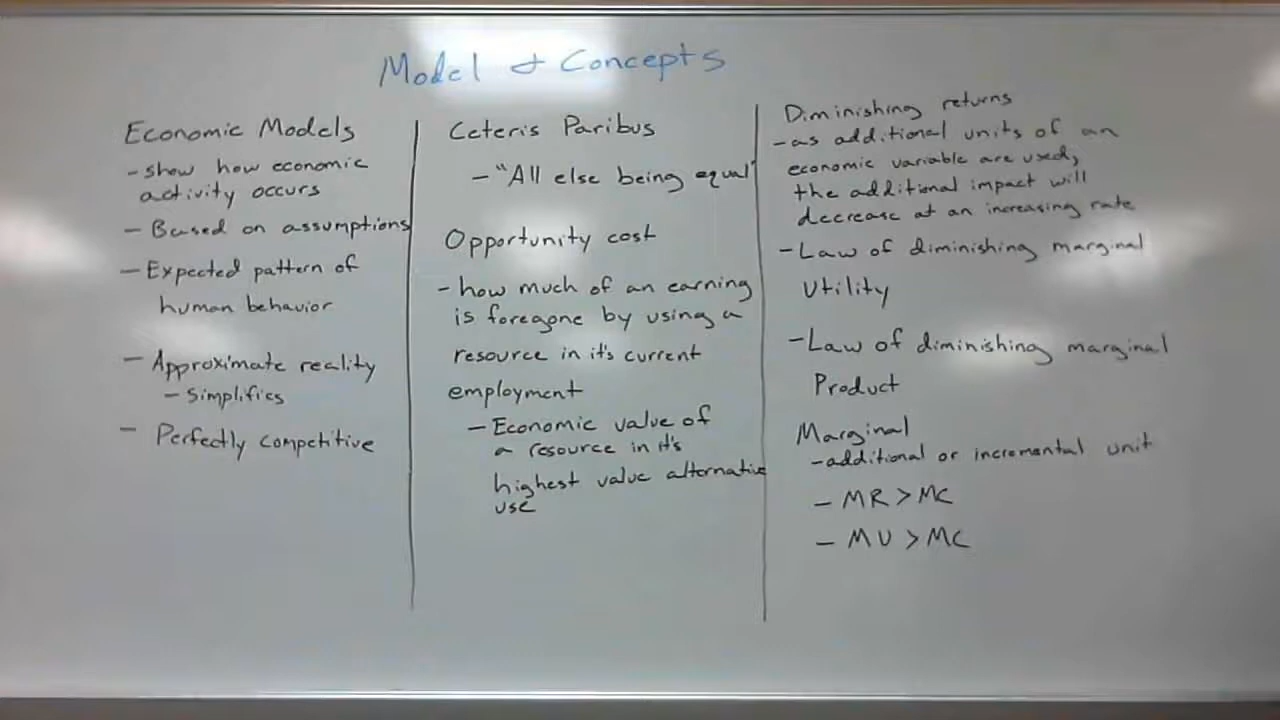 Model & Concepts
Economic Models
- show how economic
activity occurs
- Based on assumptions
- Expected pattern of
human behavior
- Approximate reality
- Simplifies
- Perfectly competitive
Ceteris Paribus
- "All else being equal"
Opportunity cost
- how much of an earning
is foregone by using a
resource in it's current
employment
- Economic value of
a resource in it's
highest value alternative
use
Diminishing returns
- as additional units of an
economic variable are used,
the additional impact will
decrease at an increasing rate
- Law of diminishing marginal
Utility
- Law of diminishing marginal
Product
Marginal
- additional or incremental unit
- MR > MC
- MU > MC